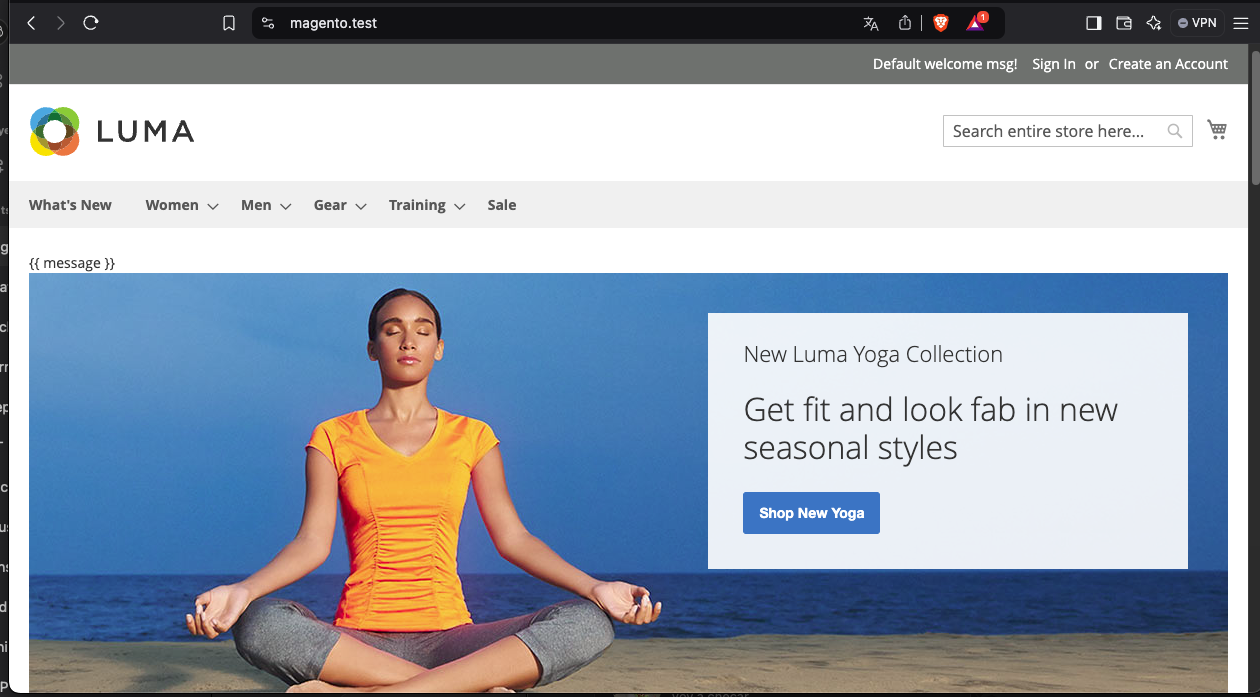 magento.test
1
VPN
Default welcome msg! Sign In or Create an Account
LUMA
Search entire store here...
What's New Women Men Gear Training Sale
{{ message }}
New Luma Yoga Collection
Get fit and look fab in new
seasonal styles
Shop New Yoga